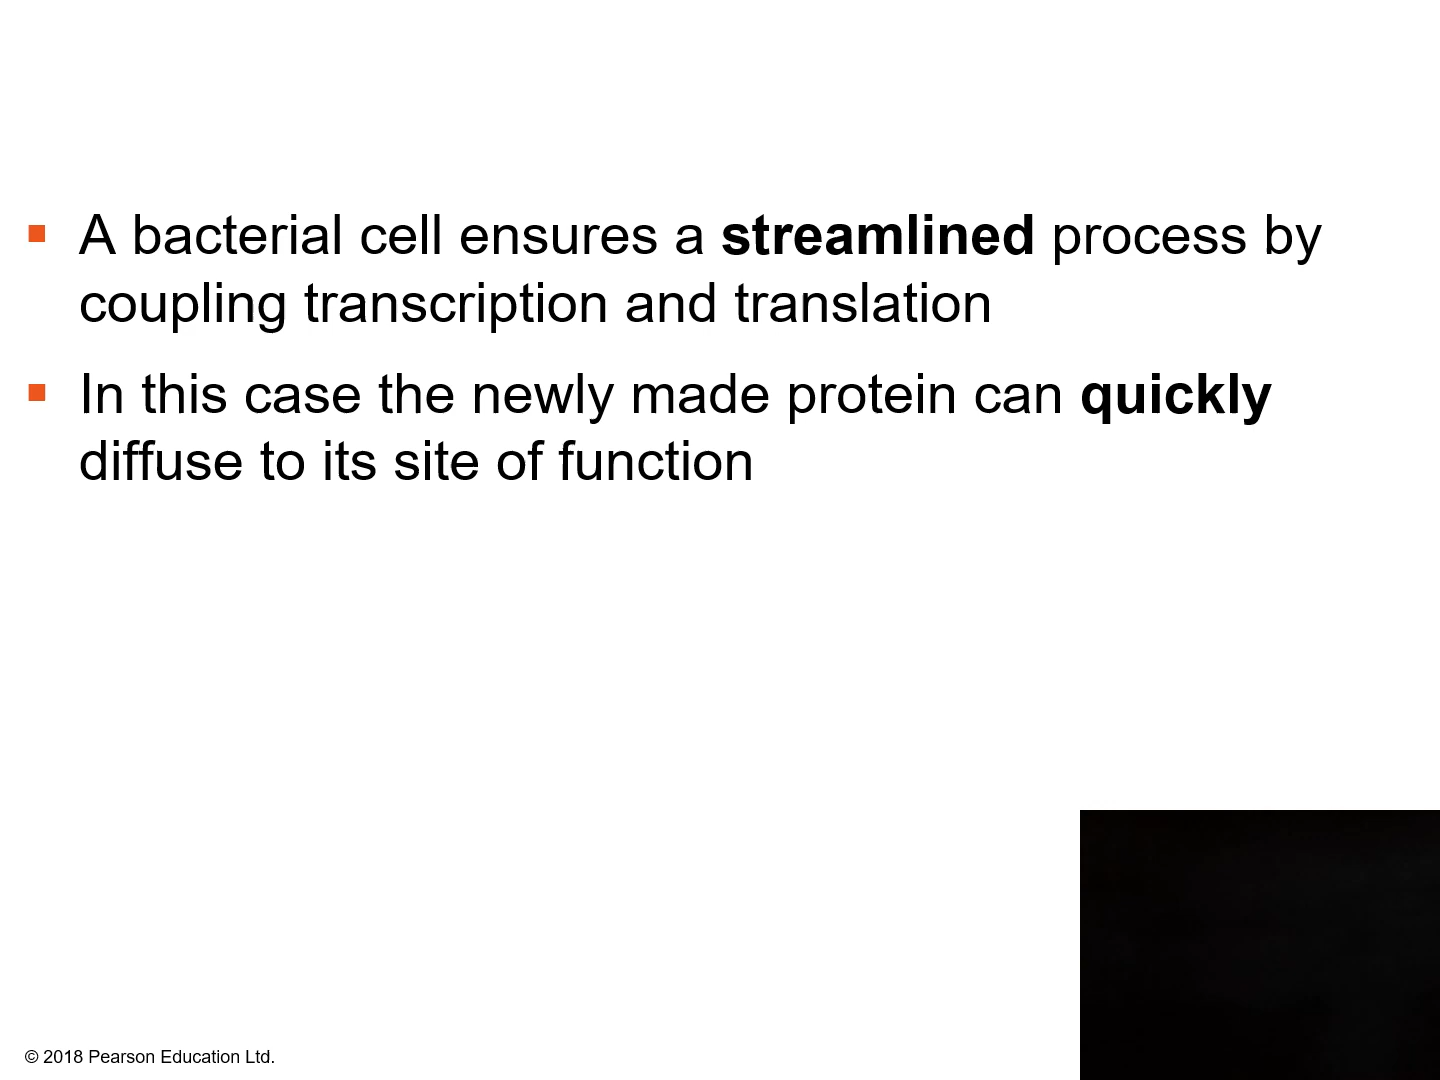 A bacterial cell ensures a streamlined process by
coupling transcription and translation
In this case the newly made protein can quickly
diffuse to its site of function
© 2018 Pearson Education Ltd.